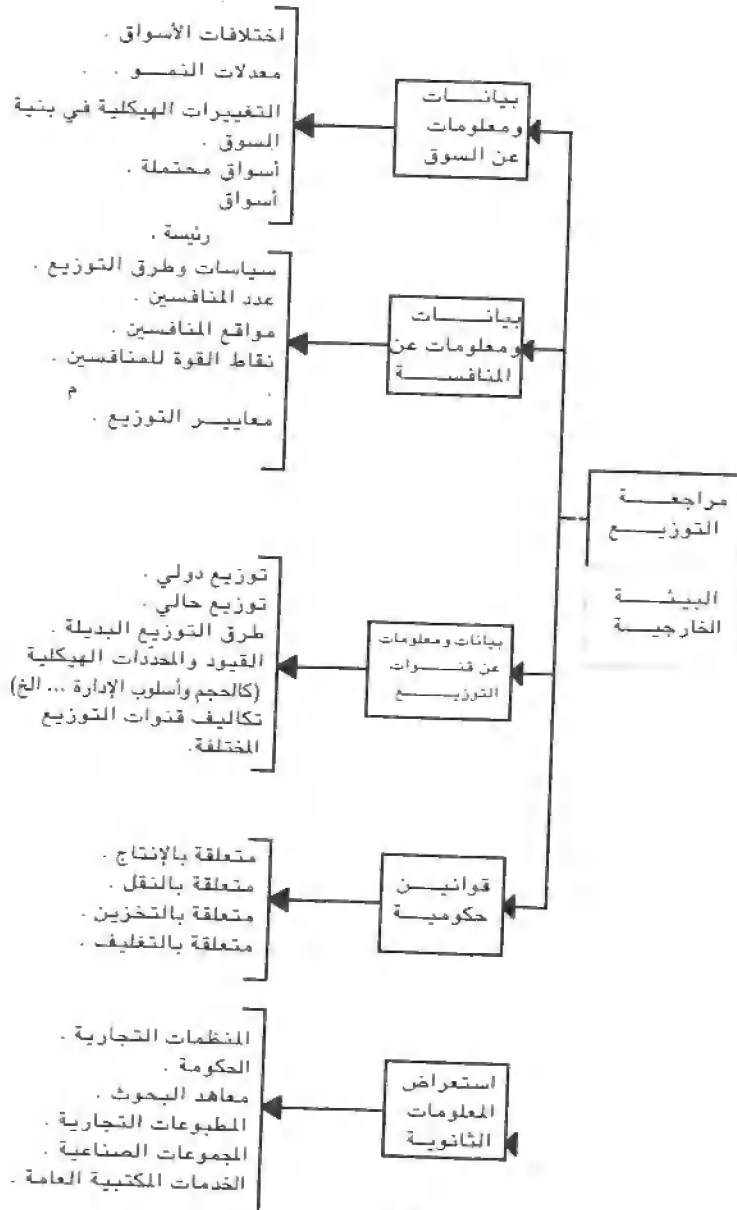 مراجعة
التوزيع
البيئة
الخارجية
بيانات
ومعلومات
عن السوق
اختلافات الأسواق .
معدلات النمو . .
التغييرات الهيكلية في بنية
السوق .
أسواق محتملة .
أسواق
رئيسة .
بيانات
ومعلومات عن
المنافسة
سياسات وطرق التوزيع .
عدد المنافسين .
مواقع المنافسين .
نقاط القوة للمنافسين .
م .
معايير التوزيع .
بيانات ومعلومات
عن قنوات
التوزيع
توزيع دولي .
توزيع حالي .
طرق التوزيع البديلة .
القيود والمحدّدات الهيكلية
(كالحجم وأسلوب الإدارة ... الخ)
تكاليف قنوات التوزيع
المختلفة .
قوانين
حكومية
متعلقة بالإنتاج .
متعلقة بالنقل .
متعلقة بالتخزين .
متعلقة بالتغليف .
استعراض
المعلومات
الثانوية
المنظمات التجارية .
الحكومة .
معاهد البحوث .
المطبوعات التجارية .
المجموعات الصناعية .
الخدمات المكتبية العامة .